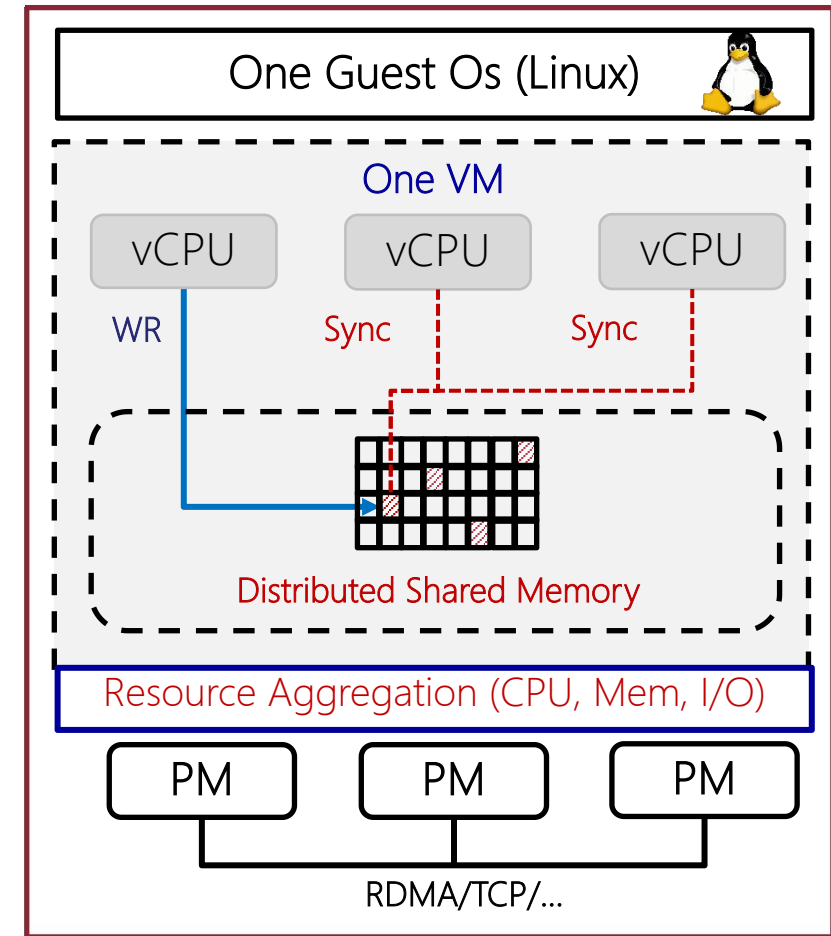 One Guest Os (Linux)
One VM
vCPU vCPU vCPU
WR Sync Sync
Distributed Shared Memory
Resource Aggregation (CPU, Mem, I/O)
PM PM PM
RDMA/TCP/...